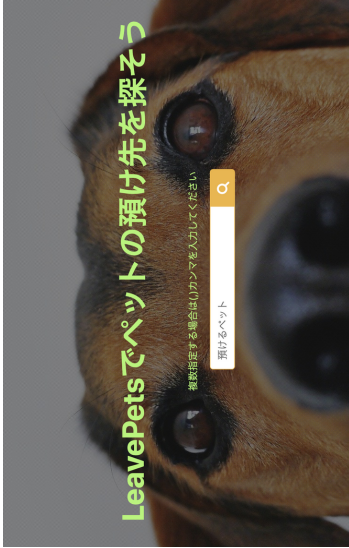 LeavePetsでペットの預け先を探そう
複数指定する場合は(,)カンマを入力してください
預けるペット